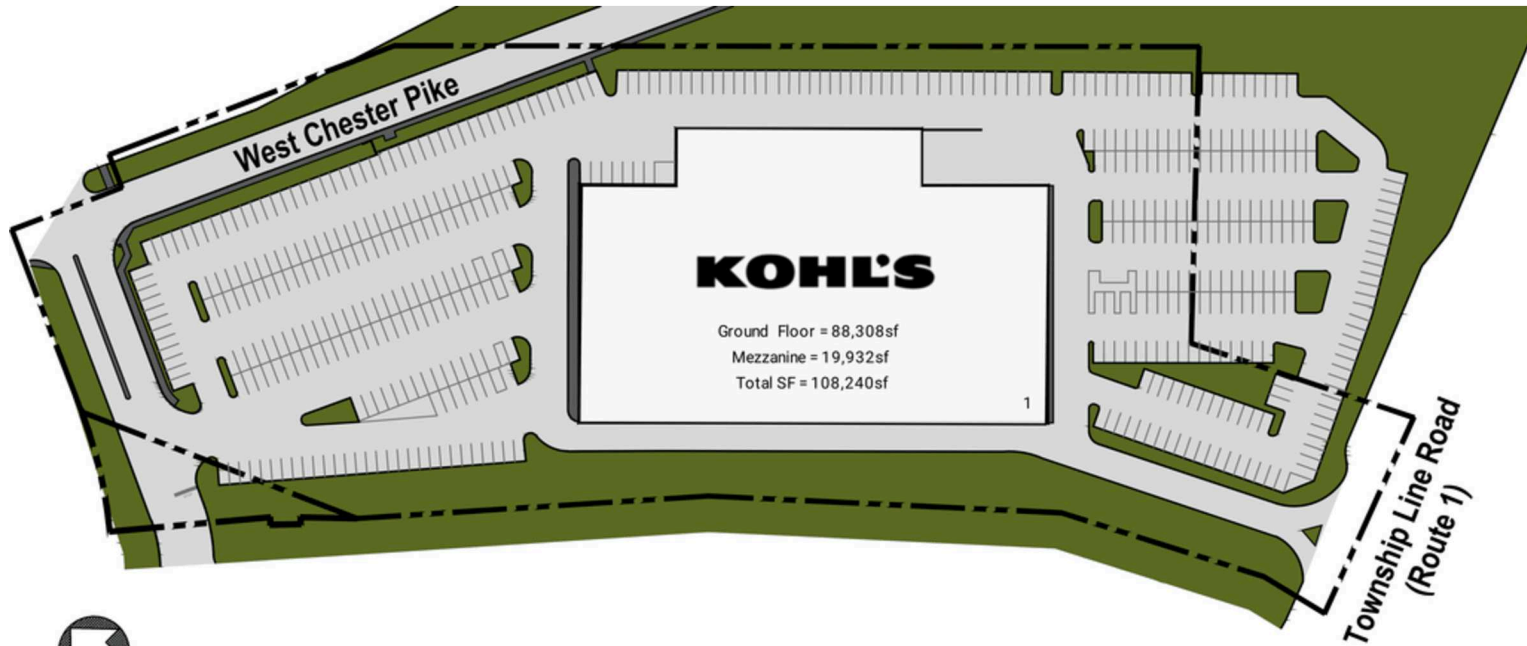 West Chester Pike
KOHL'S
Ground Floor = 88,308sf
Mezzanine = 19,932sf
Total SF = 108,240sf
1
Township Line Road
(Route 1)